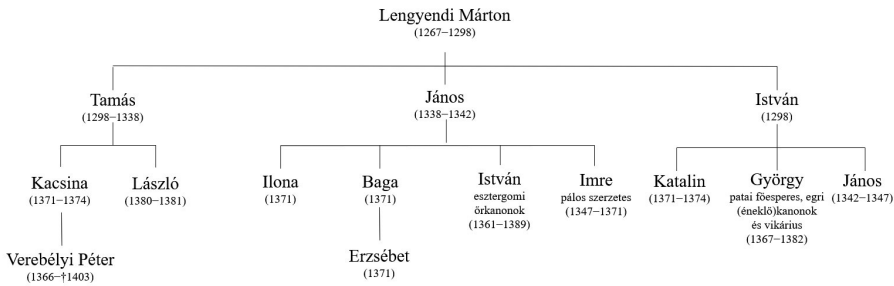 Lengyendi Márton
(1267–1298)
Tamás
(1298–1338)
János
(1338–1342)
István
(1298)
Kacsina
(1371–1374)
László
(1380–1381)
Ilona
(1371)
Baga
(1371)
István
esztergomi
őrkanonok
(1361–1389)
Imre
pálos szerzetes
(1347–1371)
Katalin
(1371–1374)
György
patai főesperes, egri
(éneklő)kanonok
és vikárius
(1367–1382)
János
(1342–1347)
Verebélyi Péter
(1366–†1403)
Erzsébet
(1371)